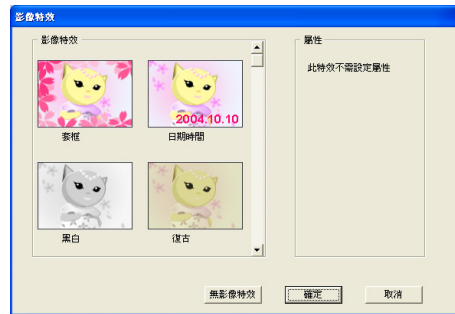 影像特效
影像特效
屬性
此特效不需設定屬性
2004.10.10
套框
日期時間
黑白
復古
無影像特效
確定
取消